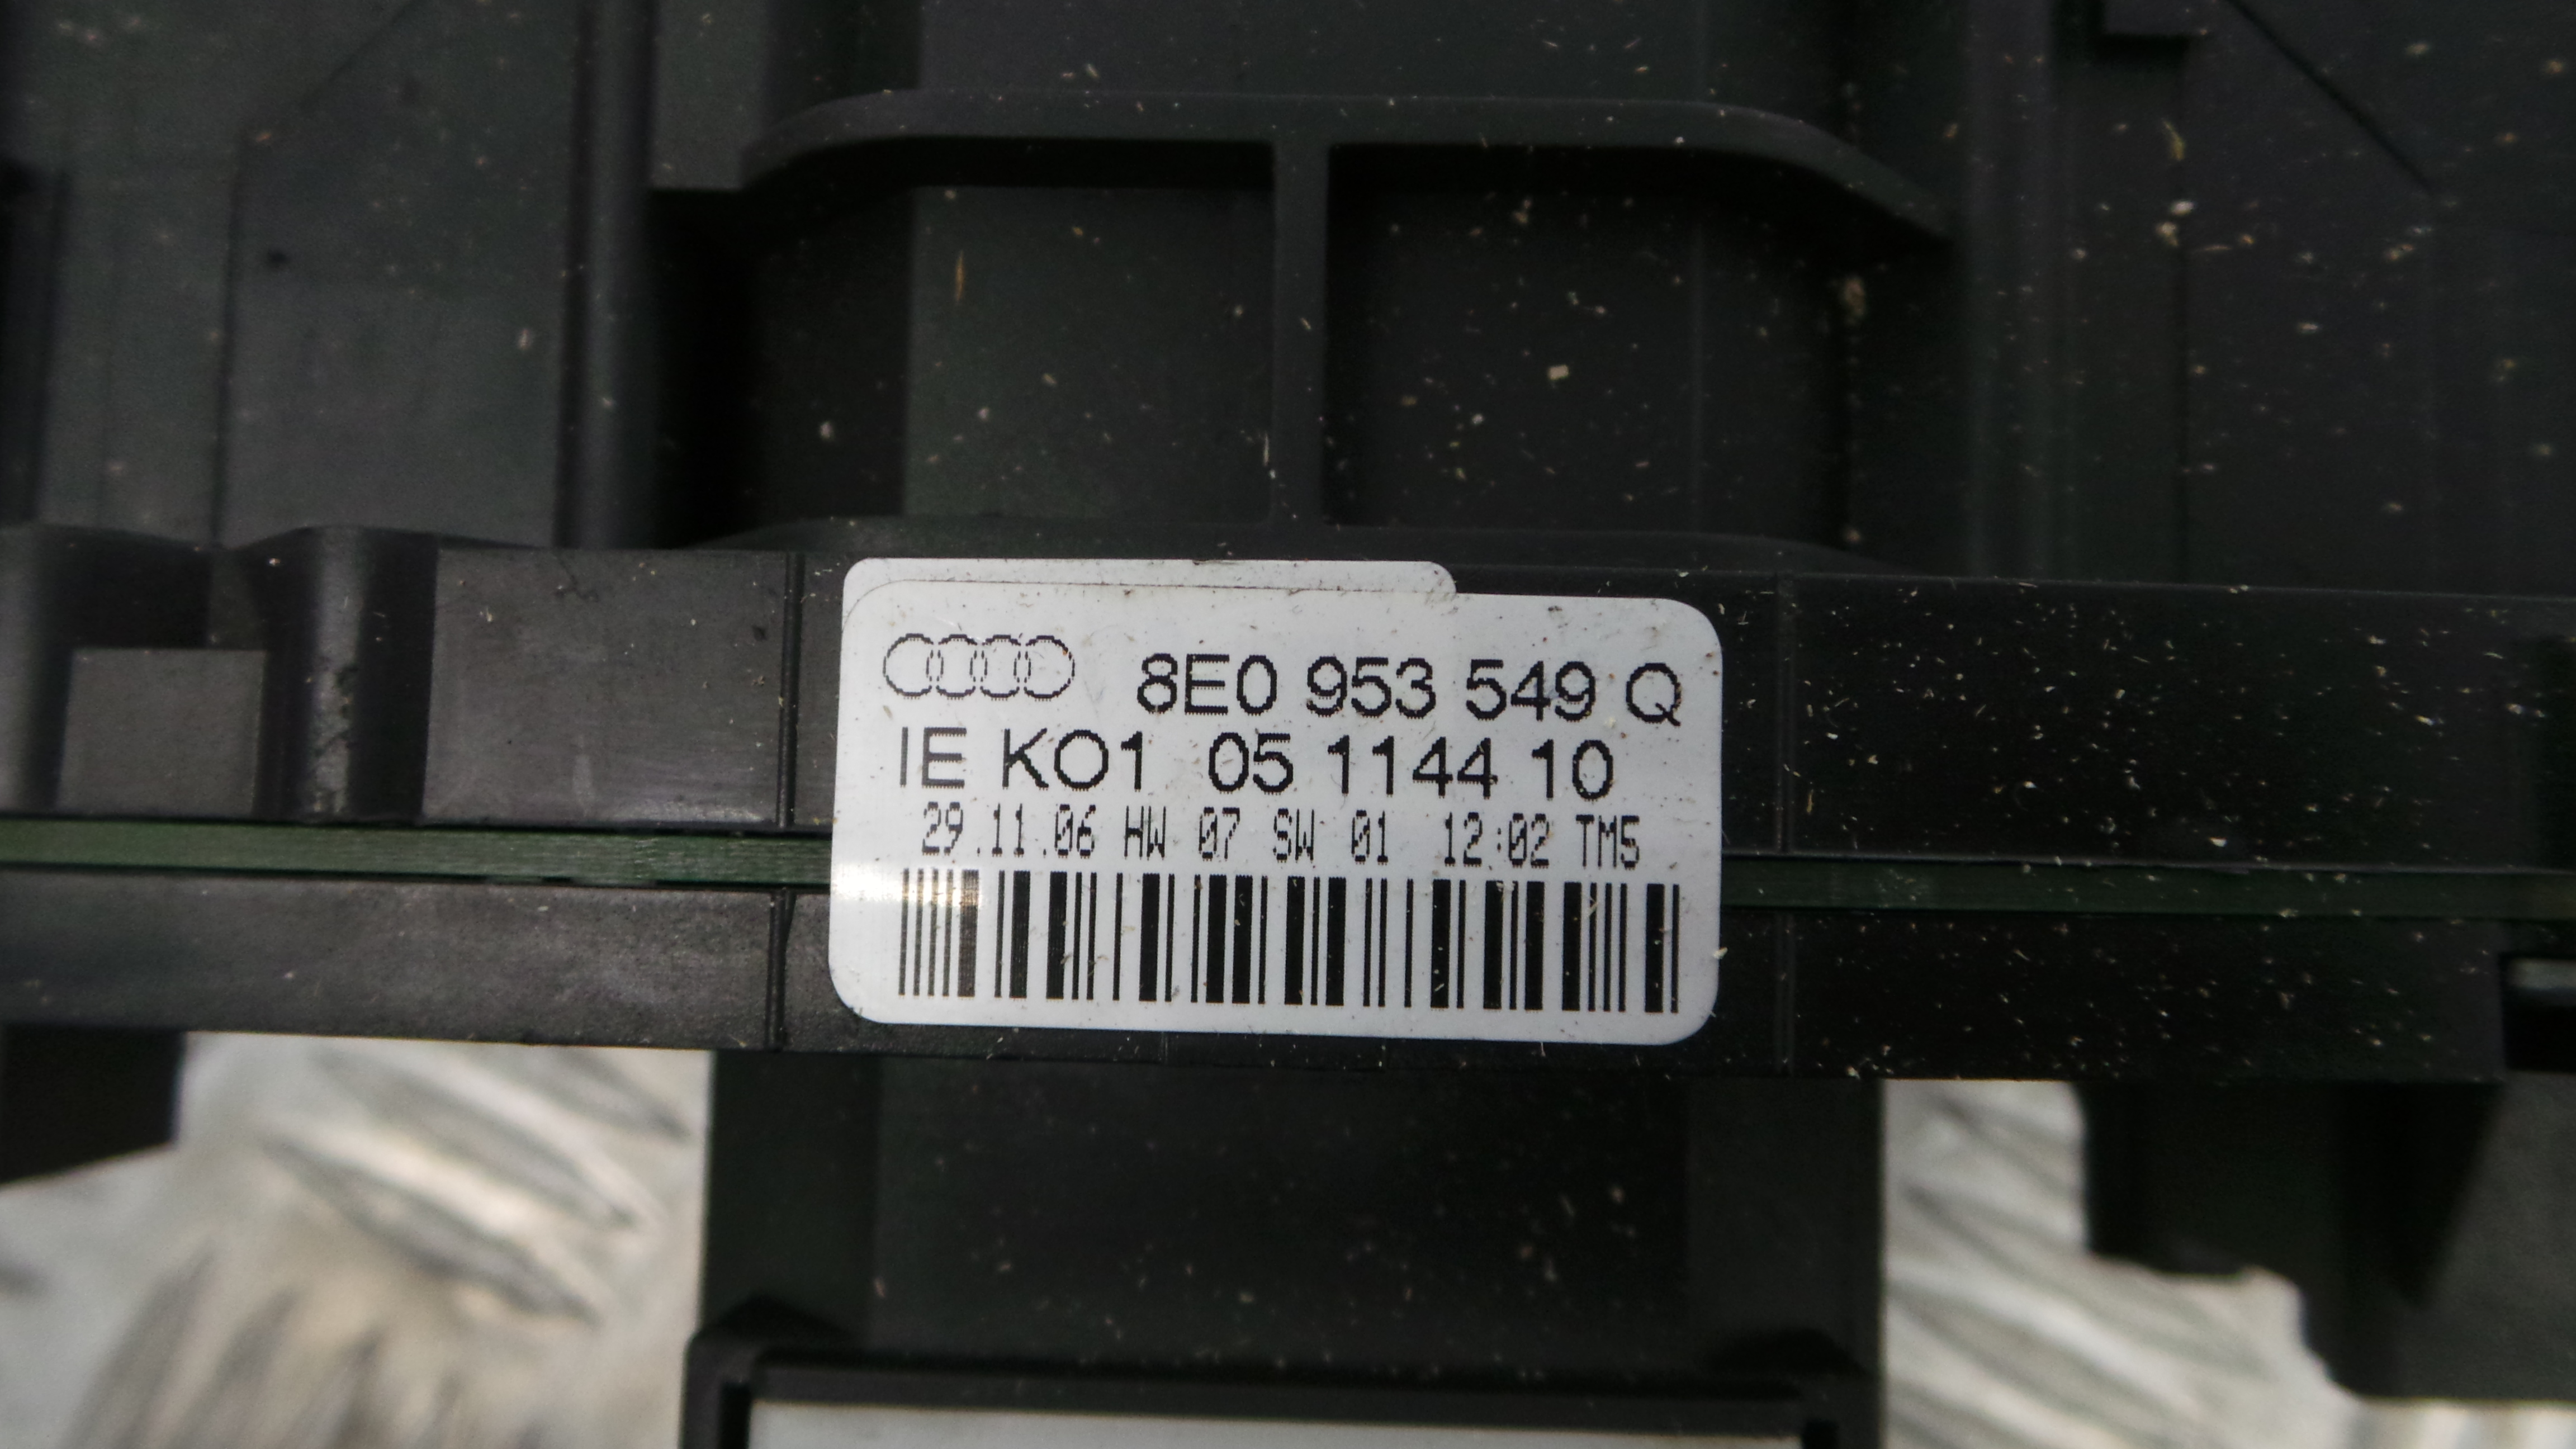 8E0 953 549 Q
IE KO1 05 1144 10
29.11.06 HW 07 SW 01 12:02 TM5